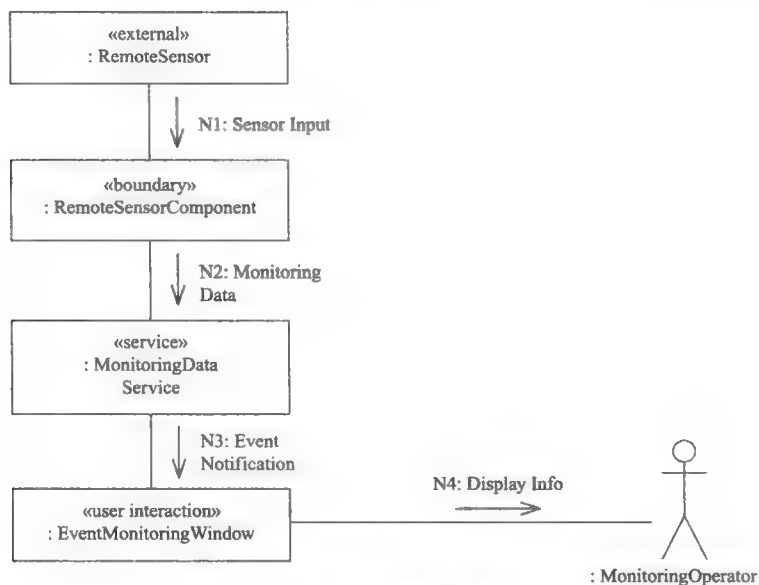 «external»
: RemoteSensor
N1: Sensor Input
«boundary»
: RemoteSensorComponent
N2: Monitoring
Data
«service»
: MonitoringData
Service
N3: Event
Notification
«user interaction»
: EventMonitoringWindow
N4: Display Info
: MonitoringOperator